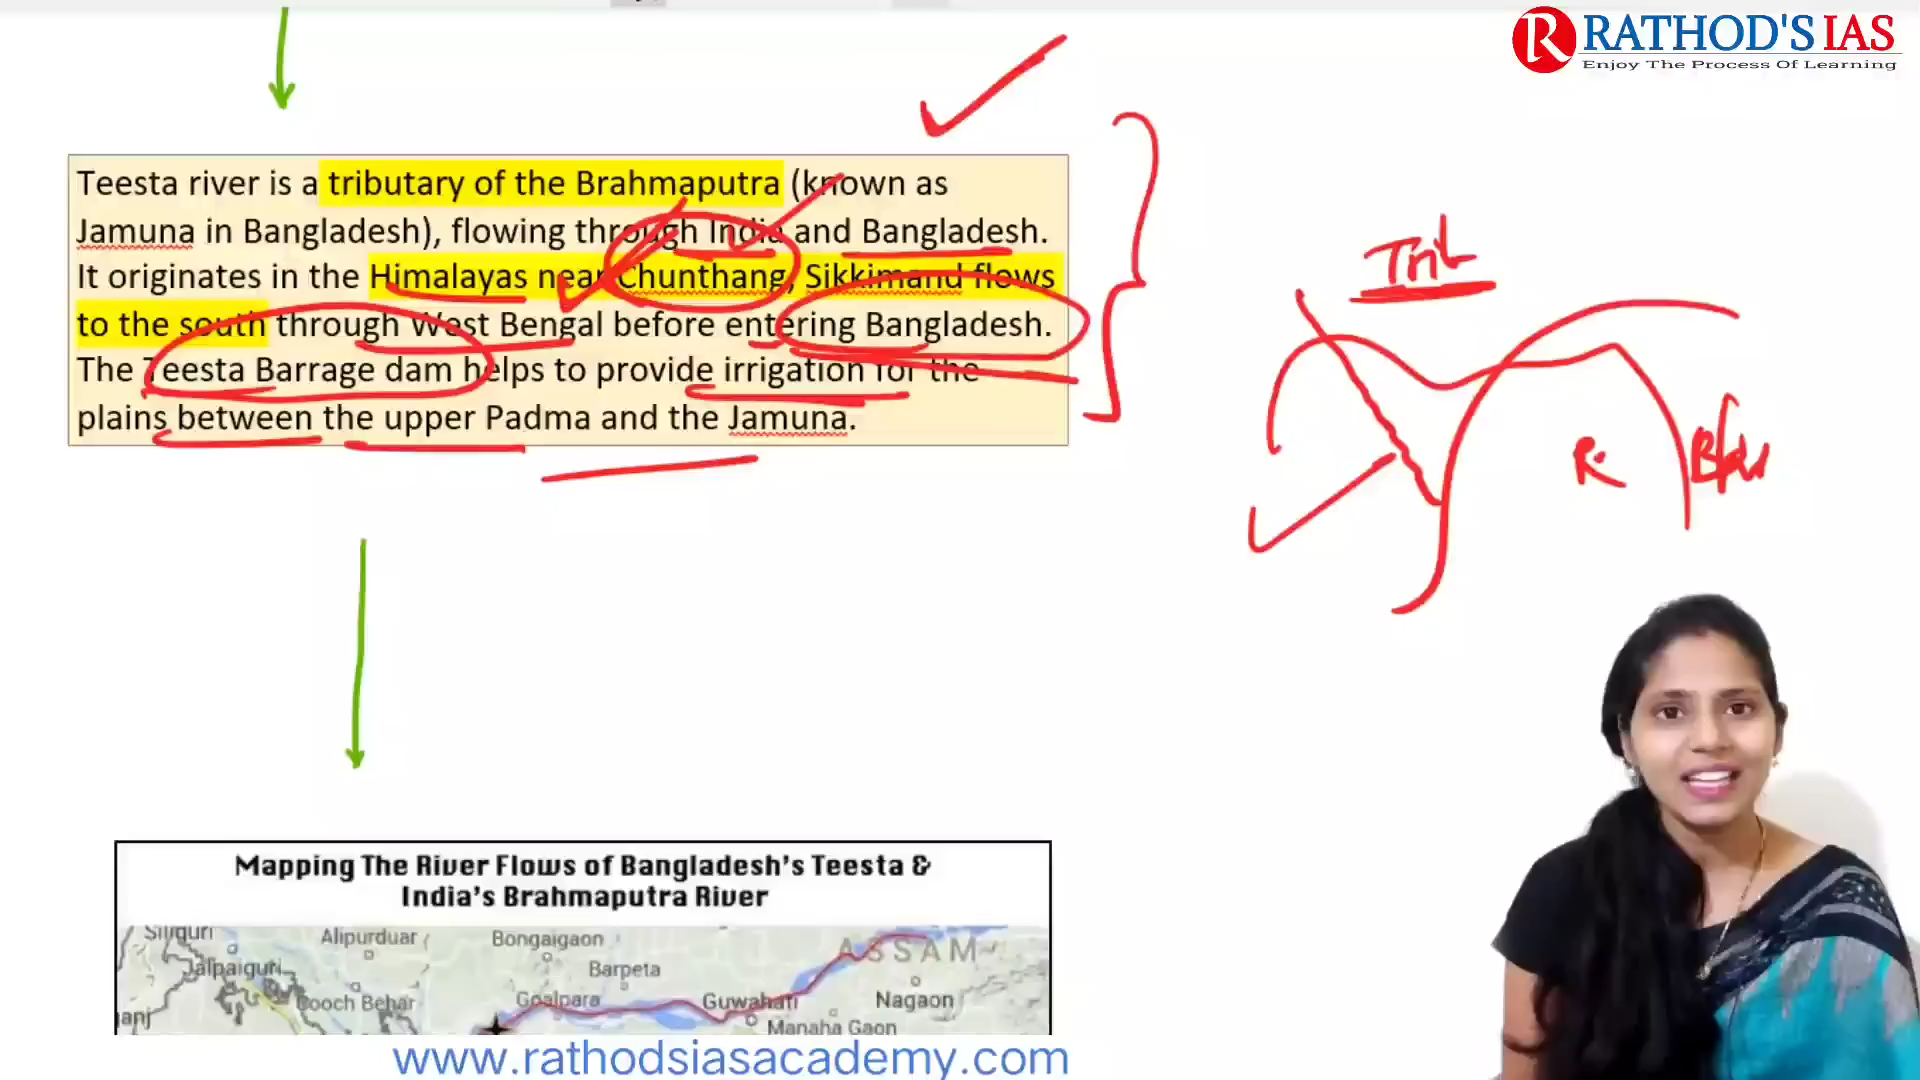 RATHOD'S IAS
Enjoy The Process Of Learning
Teesta river is a tributary of the Brahmaputra (known as
Jamuna in Bangladesh), flowing through India and Bangladesh.
It originates in the Himalayas near Chunthang, Sikkimand flows
to the south through West Bengal before entering Bangladesh.
The Teesta Barrage dam helps to provide irrigation for the
plains between the upper Padma and the Jamuna.
Trib
R.
Mapping The River Flows of Bangladesh's Teesta &
India's Brahmaputra River
Siliguri
Alipurduar
Bongaigaon
ASSAM
Jalpaiguri
Barpeta
Cooch Behar
Goalpara
Guwahati
Nagaon
anj
Manaha Gaon
www.rathodsiasacademy.com